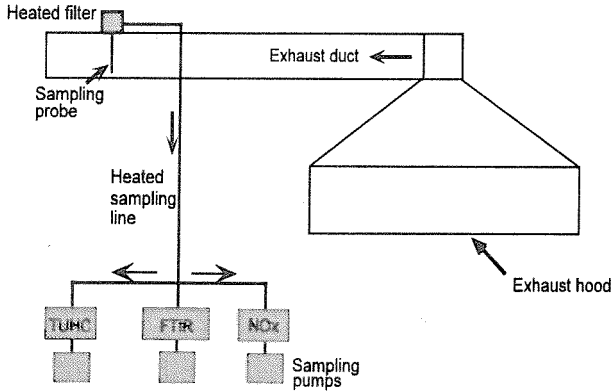 Heated filter
Exhaust duct
Sampling
probe
Heated
sampling
line
Exhaust hood
TUHC
FTIR
NOx
Sampling
pumps